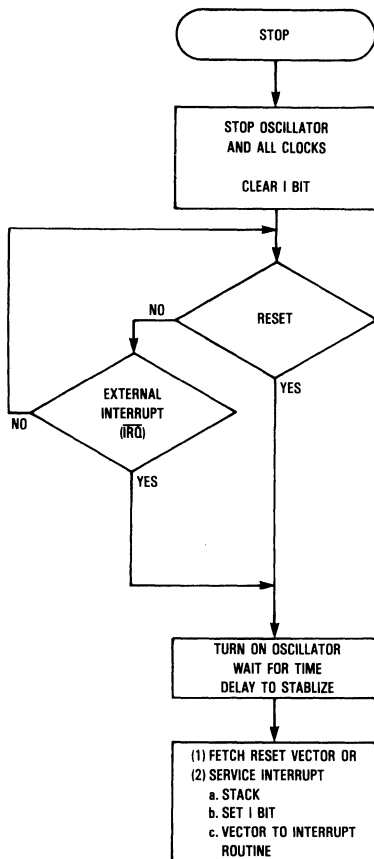 STOP
STOP OSCILLATOR
AND ALL CLOCKS
CLEAR I BIT
RESET
NO
YES
EXTERNAL
INTERRUPT
(I̅R̅Q̅)
NO
YES
TURN ON OSCILLATOR
WAIT FOR TIME
DELAY TO STABLIZE
(1) FETCH RESET VECTOR OR
(2) SERVICE INTERRUPT
a. STACK
b. SET I BIT
c. VECTOR TO INTERRUPT
ROUTINE